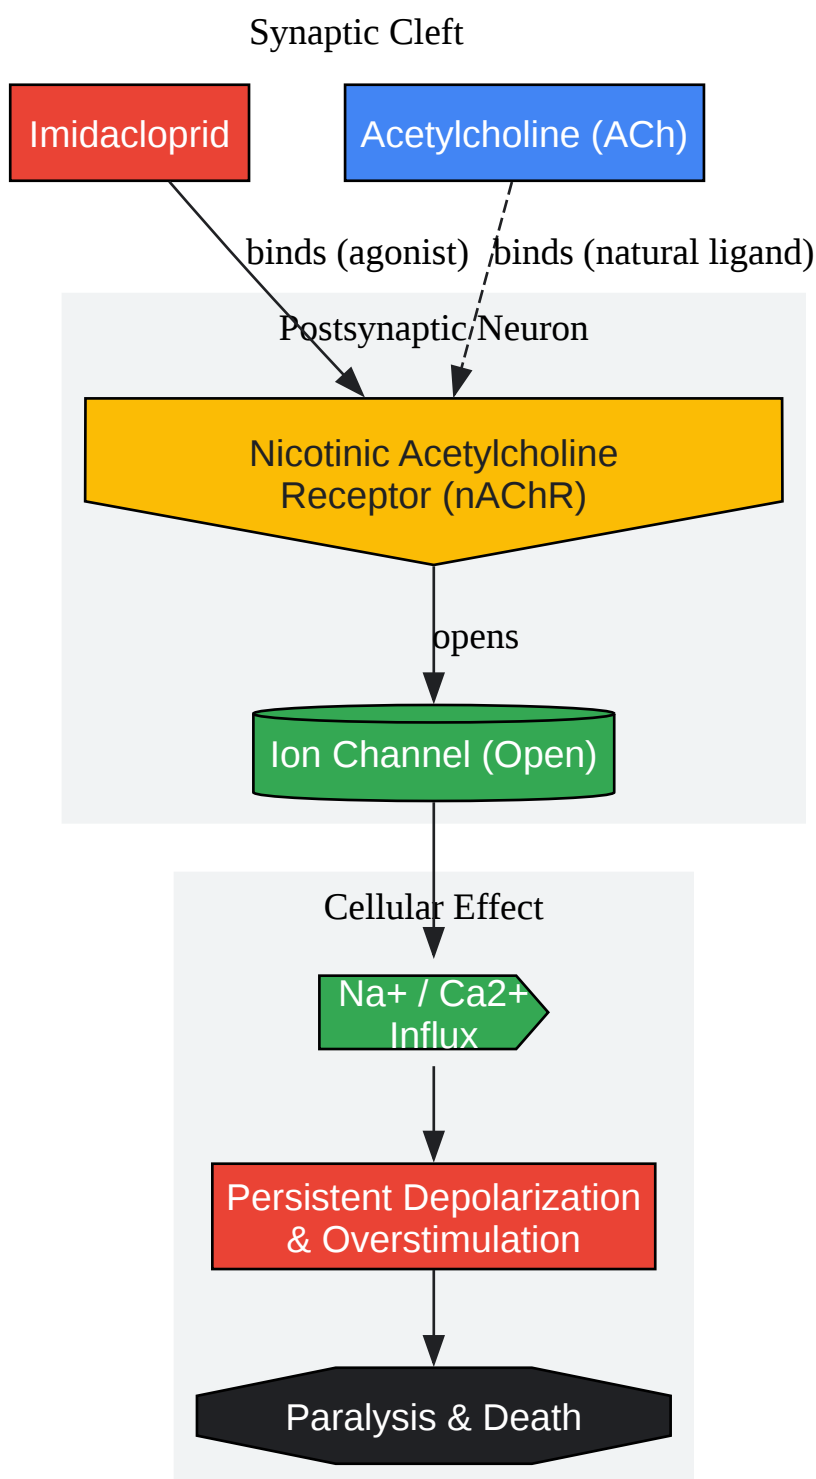 Synaptic Cleft
Imidacloprid
Acetylcholine (ACh)
binds (agonist)
binds (natural ligand)
Postsynaptic Neuron
Nicotinic Acetylcholine
Receptor (nAChR)
opens
Ion Channel (Open)
Cellular Effect
Na+ / Ca2+
Influx
Persistent Depolarization
& Overstimulation
Paralysis & Death